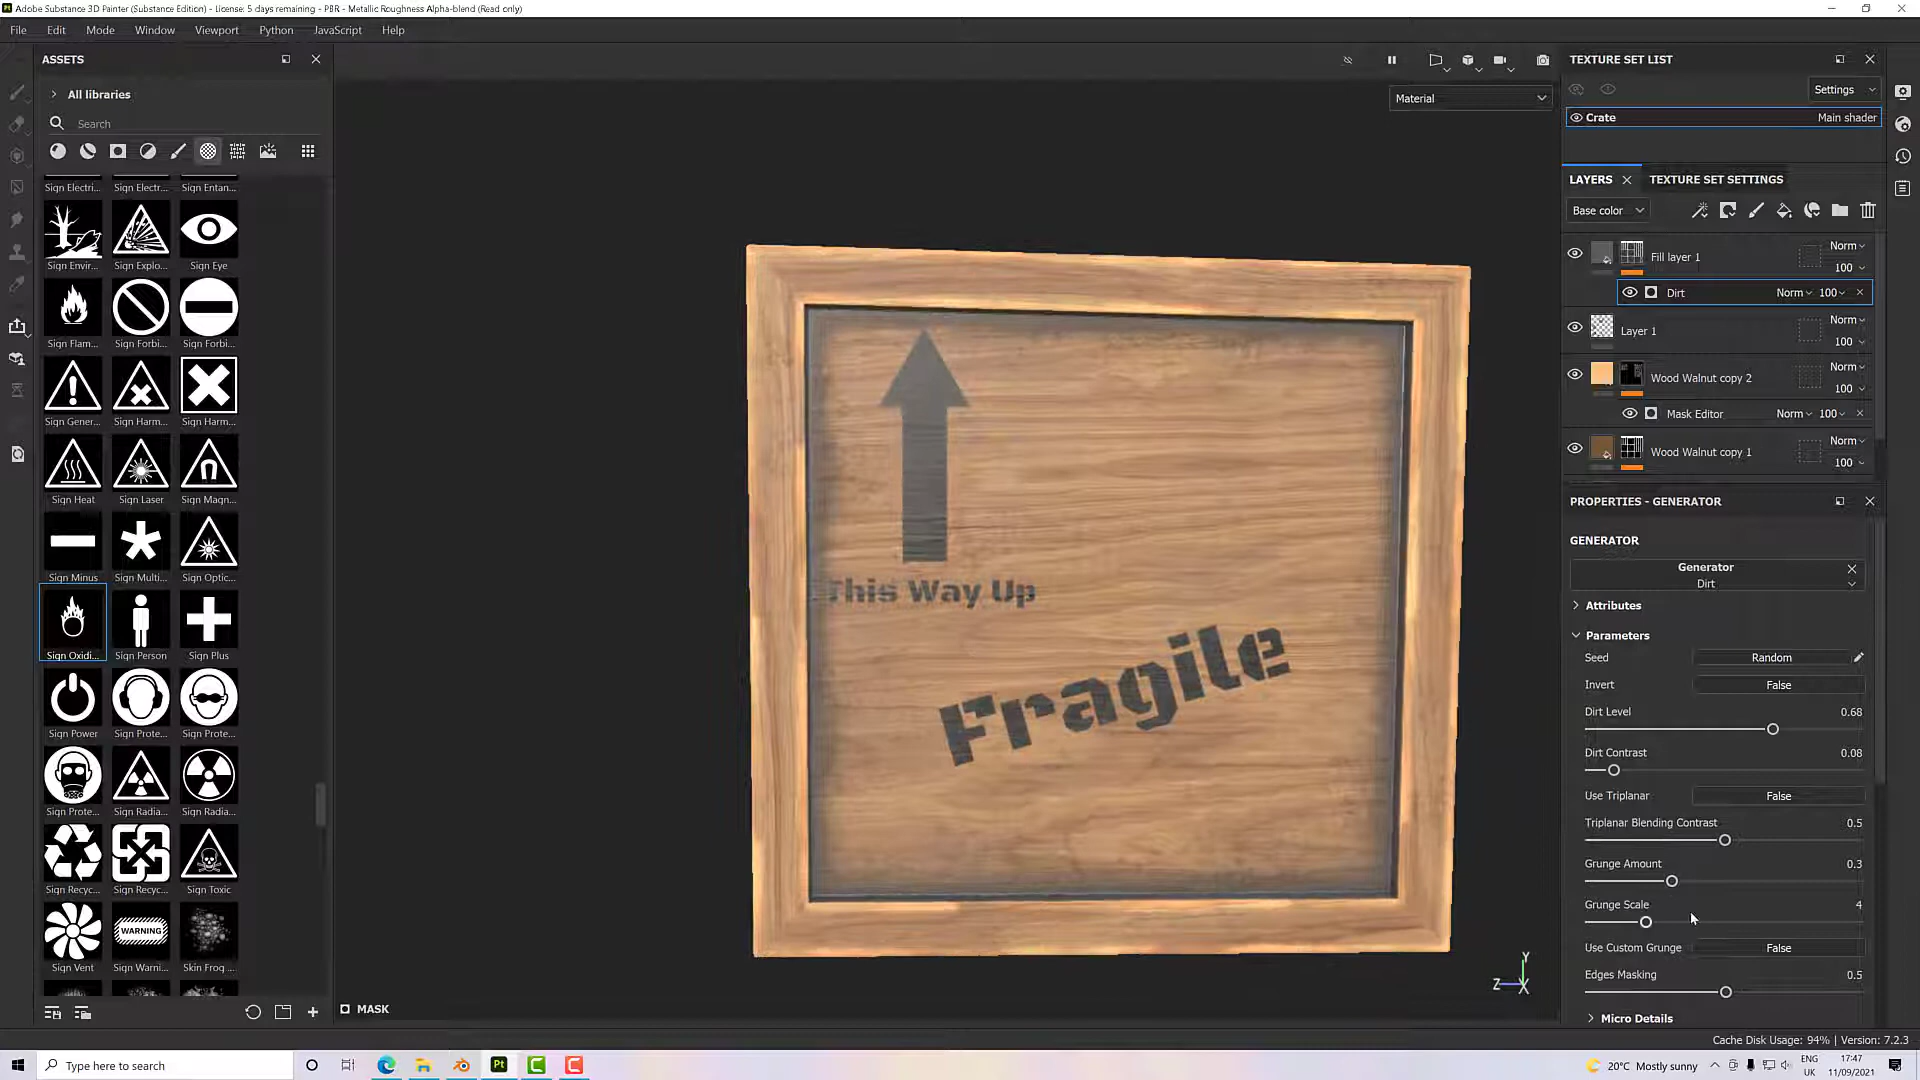 Adobe Substance 3D Painter (Substance Edition) - License: 5 days remaining - PBR - Metallic Roughness Alpha-blend (Read only)
File Edit Mode Window Viewport Python JavaScript Help
ASSETS
All libraries
Search
Sign Electri... Sign Electr... Sign Entan...
Sign Envir... Sign Explo... Sign Eye
Sign Flam... Sign Forbi... Sign Forbi...
Sign Gener... Sign Harm... Sign Harm...
Sign Heat Sign Laser Sign Magn...
Sign Minus Sign Multi... Sign Optic...
Sign Oxidi... Sign Person Sign Plus
Sign Power Sign Prote... Sign Prote...
Sign Prote... Sign Radia... Sign Radia...
Sign Recyc... Sign Recyc... Sign Toxic
WARNING
Sign Vent Sign Warni... Skin Frog ...
Material
This Way Up
Fragile
Y
Z X
MASK
TEXTURE SET LIST
Settings
Crate Main shader
LAYERS TEXTURE SET SETTINGS
Base color
Fill layer 1 Norm
100
Dirt Norm 100
Layer 1 Norm
100
Wood Walnut copy 2 Norm
100
Mask Editor Norm 100
Wood Walnut copy 1 Norm
100
PROPERTIES - GENERATOR
GENERATOR
Generator
Dirt
Attributes
Parameters
Seed Random
Invert False
Dirt Level 0.68
Dirt Contrast 0.08
Use Triplanar False
Triplanar Blending Contrast 0.5
Grunge Amount 0.3
Grunge Scale 4
Use Custom Grunge False
Edges Masking 0.5
Micro Details
Cache Disk Usage: 94% | Version: 7.2.3
Type here to search
Pt
20°C Mostly sunny
ENG
UK
17:47
11/09/2021